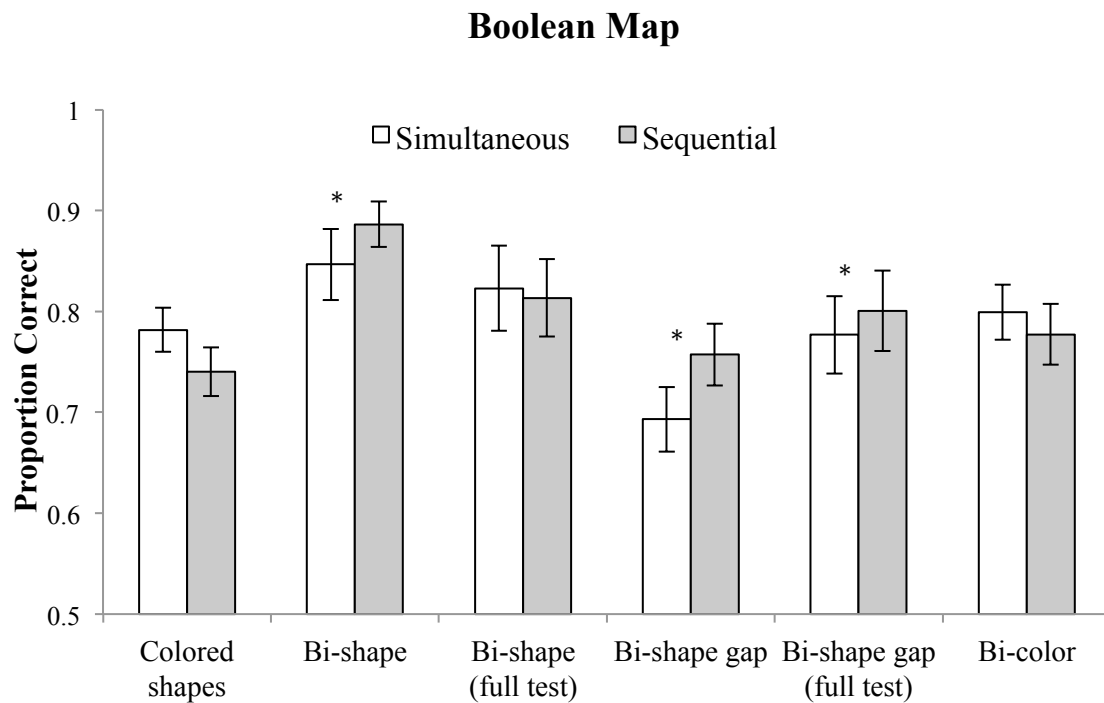 Boolean Map
1
Simultaneous
Sequential
0.9
*
*
*
0.8
0.7
0.6
0.5
Proportion Correct
Colored shapes
Bi-shape
Bi-shape (full test)
Bi-shape gap
Bi-shape gap (full test)
Bi-color